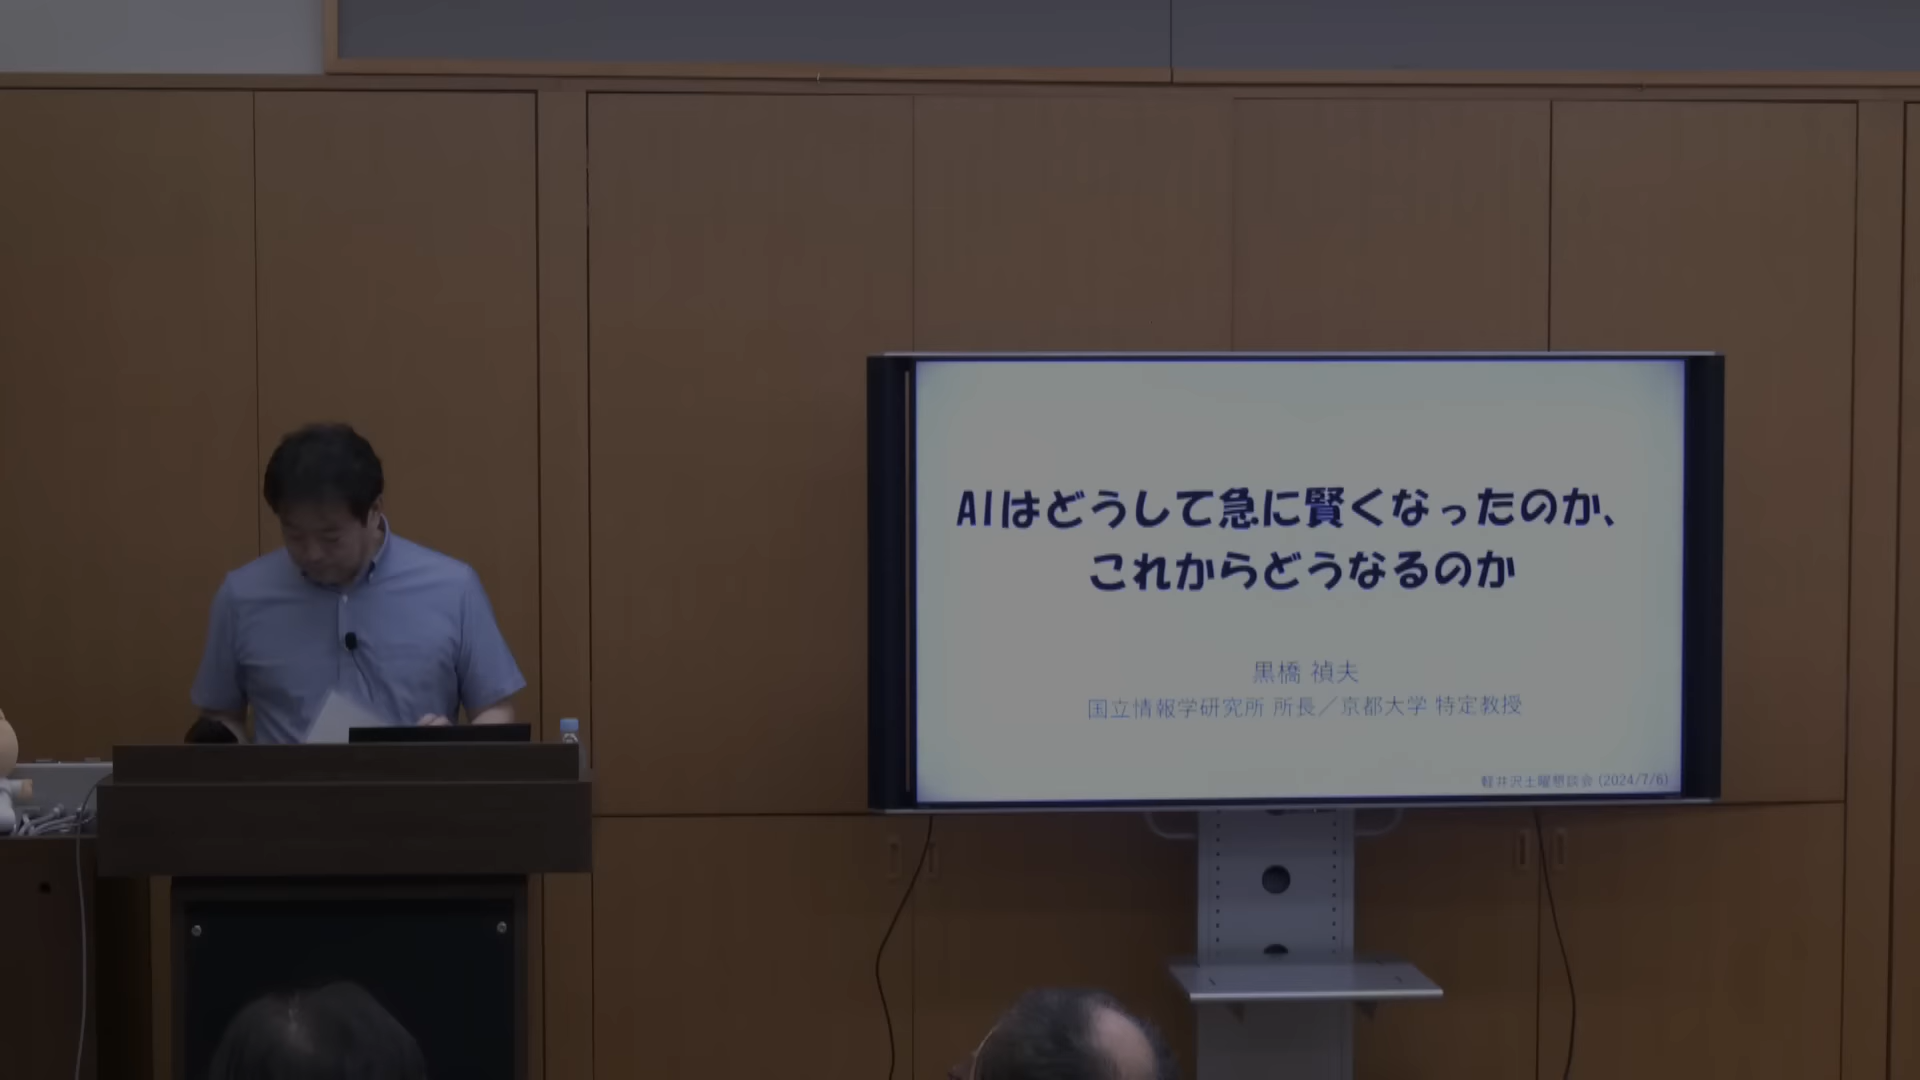 AIはどうして急に賢くなったのか、
これからどうなるのか
黒橋 禎夫
国立情報学研究所 所長／京都大学 特定教授
軽井沢土曜懇談会 (2024/7/6)